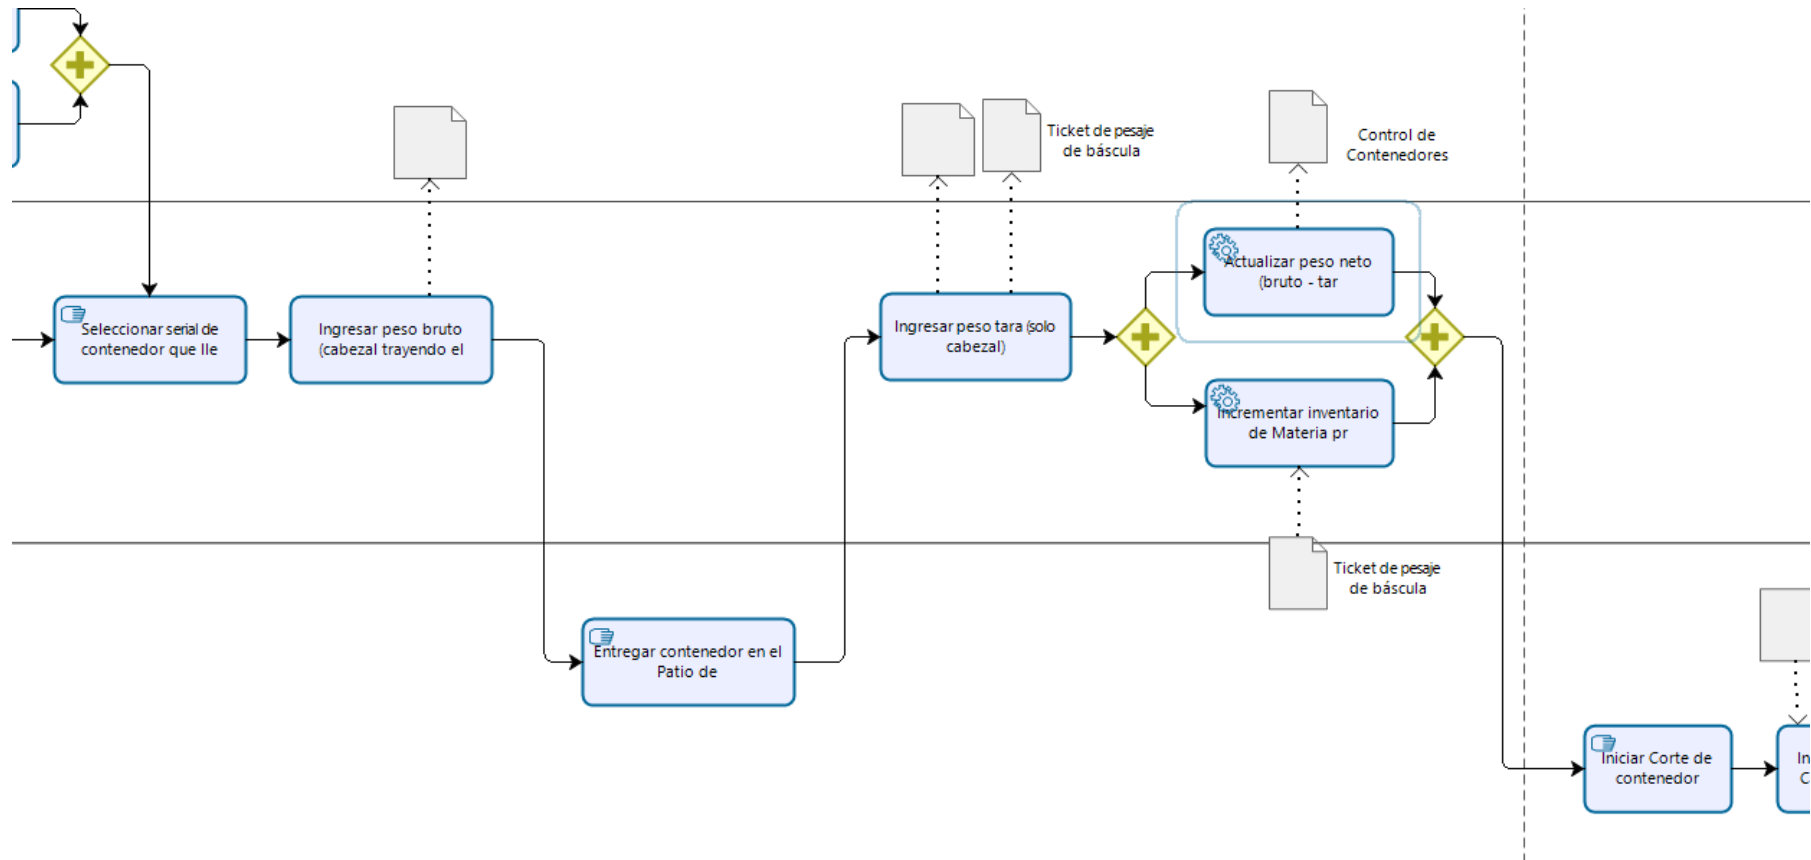 Ticket de pesaje
de báscula
Control de
Contenedores
Seleccionar serial de
contenedor que lle
Ingresar peso bruto
(cabezal trayendo el
Ingresar peso tara (solo
cabezal)
Actualizar peso neto
(bruto - tar
Incrementar inventario
de Materia pr
Ticket de pesaje
de báscula
Entregar contenedor en el
Patio de
Iniciar Corte de
contenedor
In
C